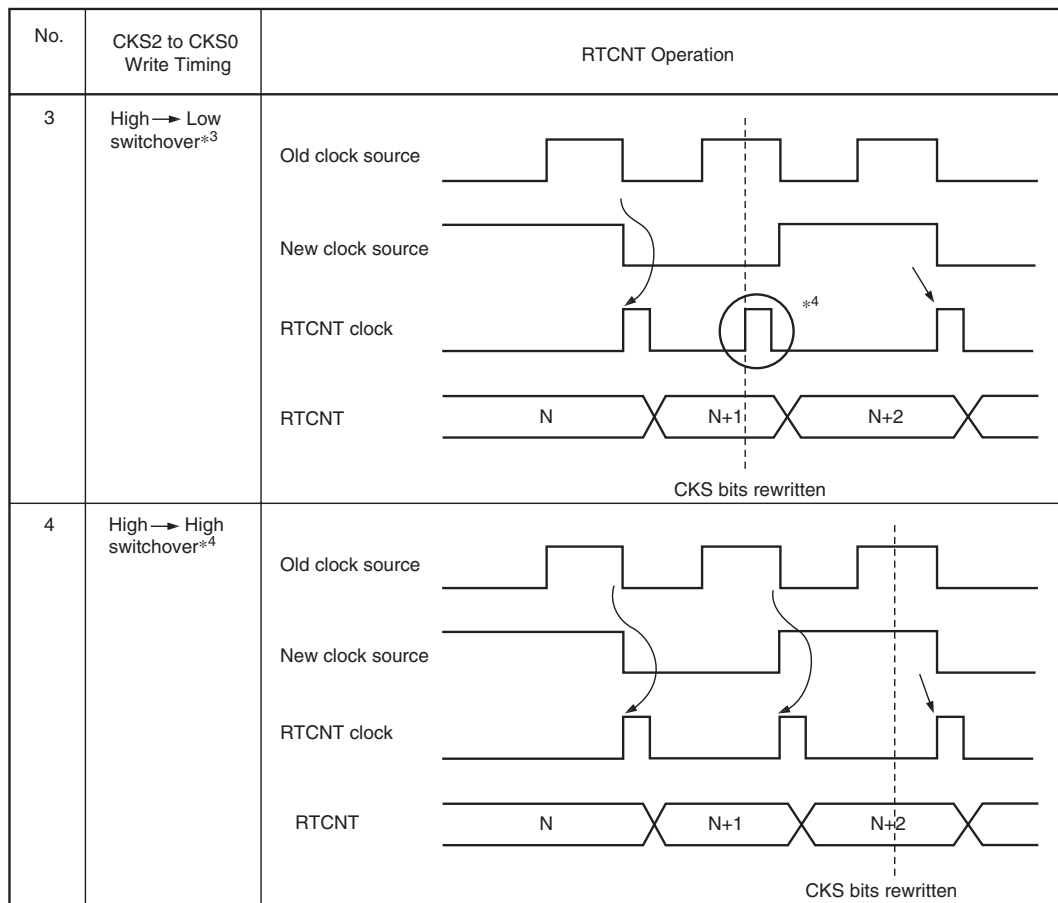 No.
CKS2 to CKS0
Write Timing
RTCNT Operation
3
High → Low
switchover*3
Old clock source
New clock source
*4
RTCNT clock
RTCNT
N
N+1
N+2
CKS bits rewritten
4
High → High
switchover*4
Old clock source
New clock source
RTCNT clock
RTCNT
N
N+1
N+2
CKS bits rewritten